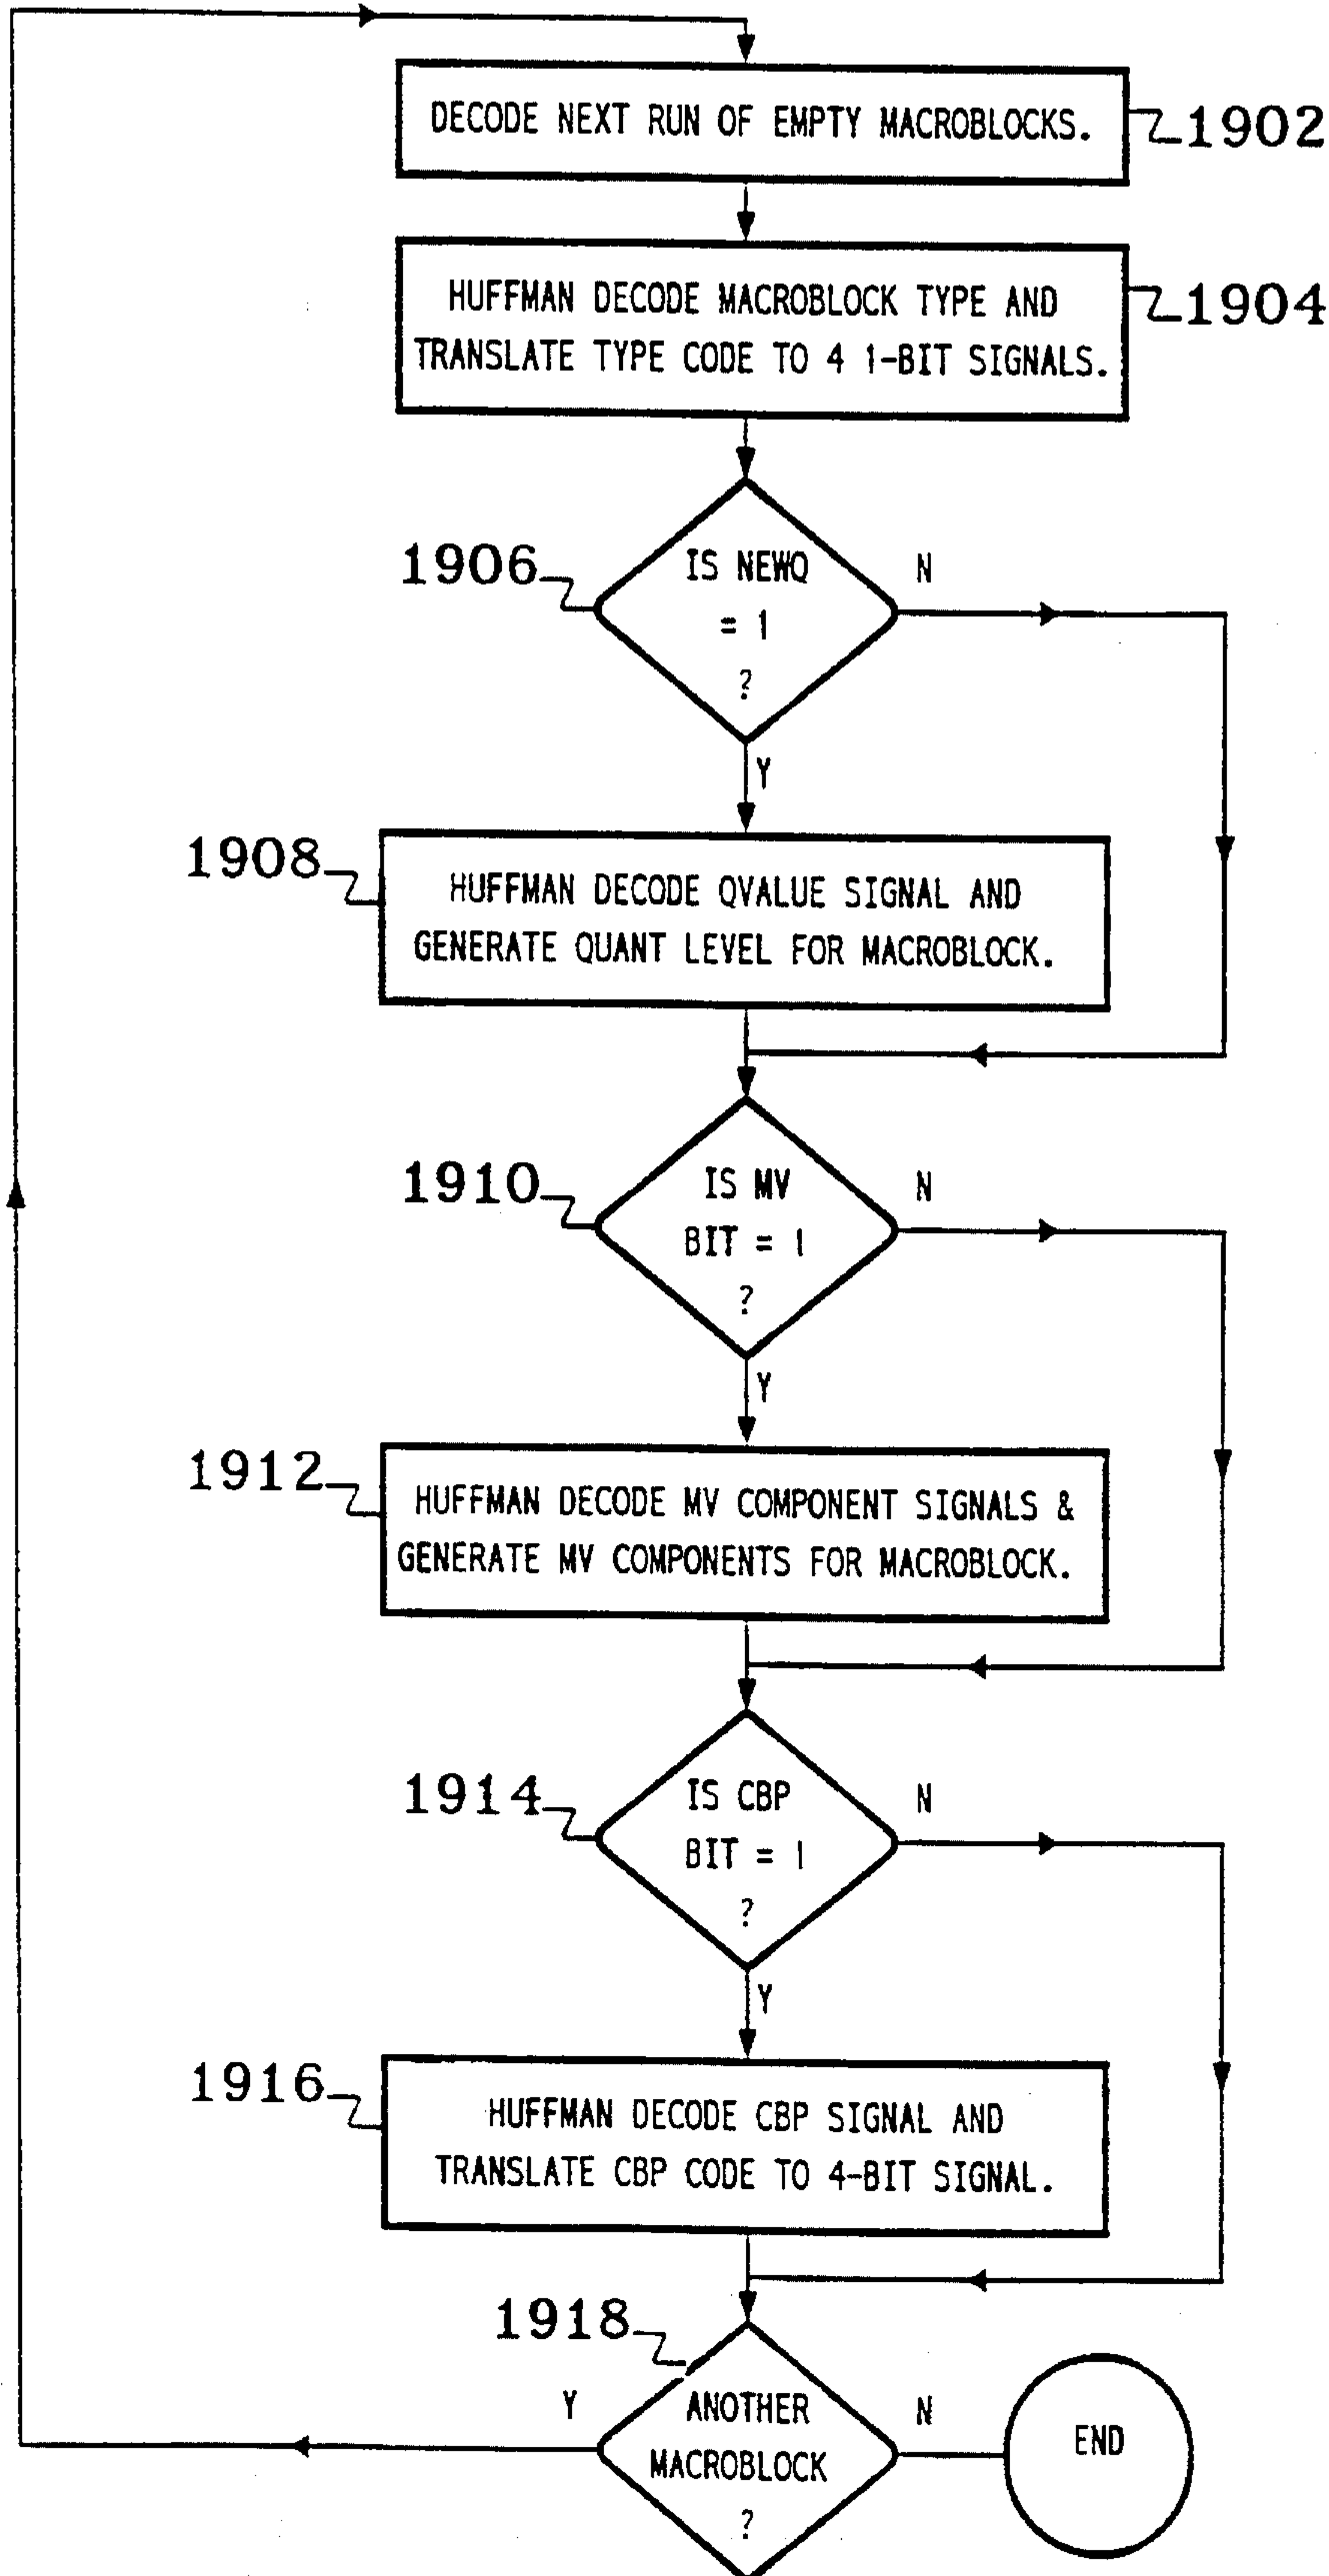 DECODE NEXT RUN OF EMPTY MACROBLOCKS.
1902
HUFFMAN DECODE MACROBLOCK TYPE AND
TRANSLATE TYPE CODE TO 4 1-BIT SIGNALS.
1904
1906
IS NEWQ
= 1
?
N
Y
1908
HUFFMAN DECODE QVALUE SIGNAL AND
GENERATE QUANT LEVEL FOR MACROBLOCK.
1910
IS MV
BIT = 1
?
N
Y
1912
HUFFMAN DECODE MV COMPONENT SIGNALS &
GENERATE MV COMPONENTS FOR MACROBLOCK.
1914
IS CBP
BIT = 1
?
N
Y
1916
HUFFMAN DECODE CBP SIGNAL AND
TRANSLATE CBP CODE TO 4-BIT SIGNAL.
1918
Y
ANOTHER
MACROBLOCK
?
N
END